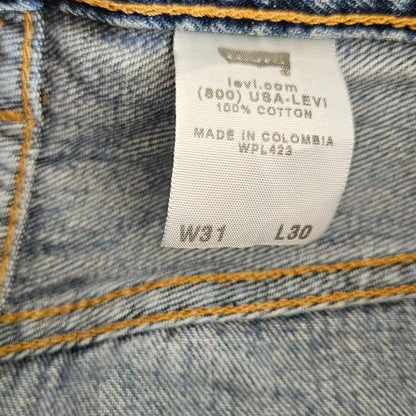 levi.com
(800) USA-LEVI
100% COTTON
MADE IN COLOMBIA
WPL423
W31 L30